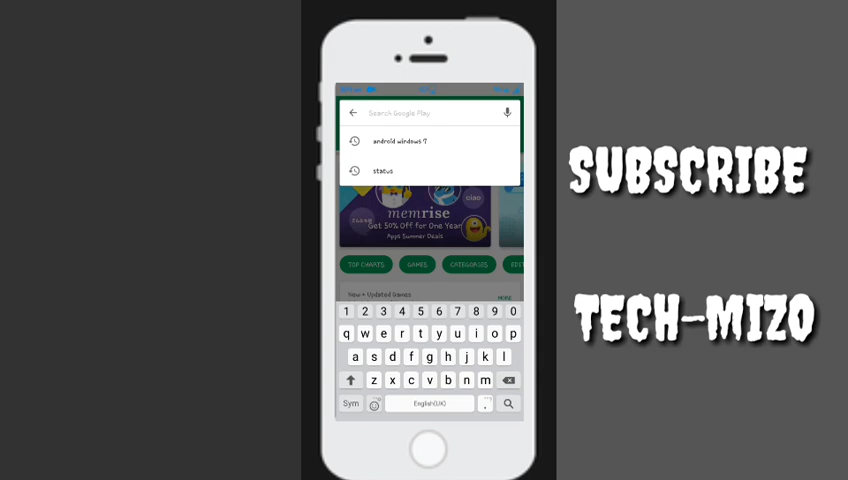 Search Google Play
android windows 7
status
ciao
memrise
Get 50% Off for One Year
Apps Summer Deals
TOP CHARTS GAMES CATEGORIES
New + Updated Games MORE
1 2 3 4 5 6 7 8 9 0
q w e r t y u i o p
a s d f g h j k l
z x c v b n m
Sym English(UK) .
SUBSCRIBE
TECH-MIZO